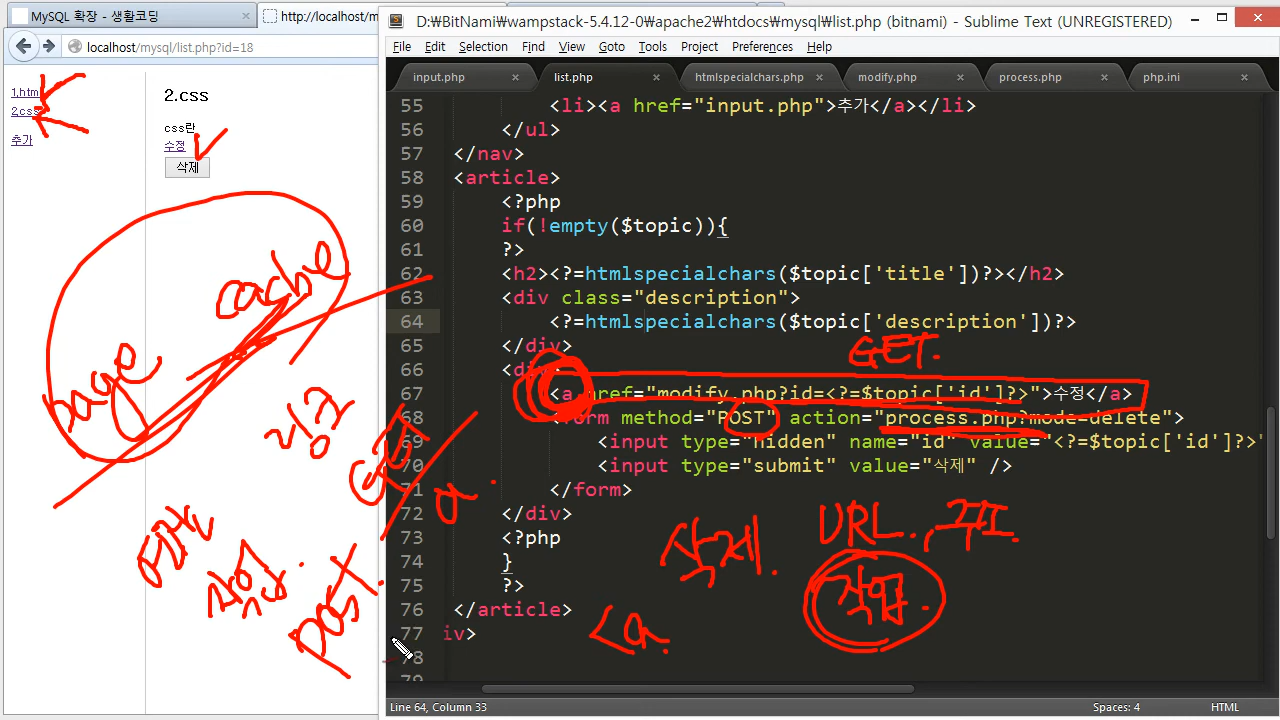 MySQL 확장 - 생활코딩
http://localhost/m
localhost/mysql/list.php?id=18
1.html
2.css
추가
2.css
css란
수정
삭제
page cache
GET
a.
post.
D:₩BitNami₩wampstack-5.4.12-0₩apache2₩htdocs₩mysql₩list.php (bitnami) - Sublime Text (UNREGISTERED)
File Edit Selection Find View Goto Tools Project Preferences Help
input.php list.php htmlspecialchars.php modify.php process.php php.ini
55 <li><a href="input.php">추가</a></li>
56 </ul>
57 </nav>
58 <article>
59 <?php
60 if(!empty($topic)){
61 ?>
62 <h2><?=htmlspecialchars($topic['title'])?></h2>
63 <div class="description">
64 <?=htmlspecialchars($topic['description'])?>
65 </div>
GET.
66 <div>
67 <a href="modify.php?id=<?=$topic['id']?>">수정</a>
68 <form method="POST" action="process.php?mode=delete">
69 <input type="hidden" name="id" value="<?=$topic['id']?>"
70 <input type="submit" value="삭제" />
71 </form>
72 </div>
73 <?php
74 }
75 ?>
76 </article>
77 iv>
78
79
삭제.
URL.
작업.
<a.
Line 64, Column 33
Spaces: 4
HTML